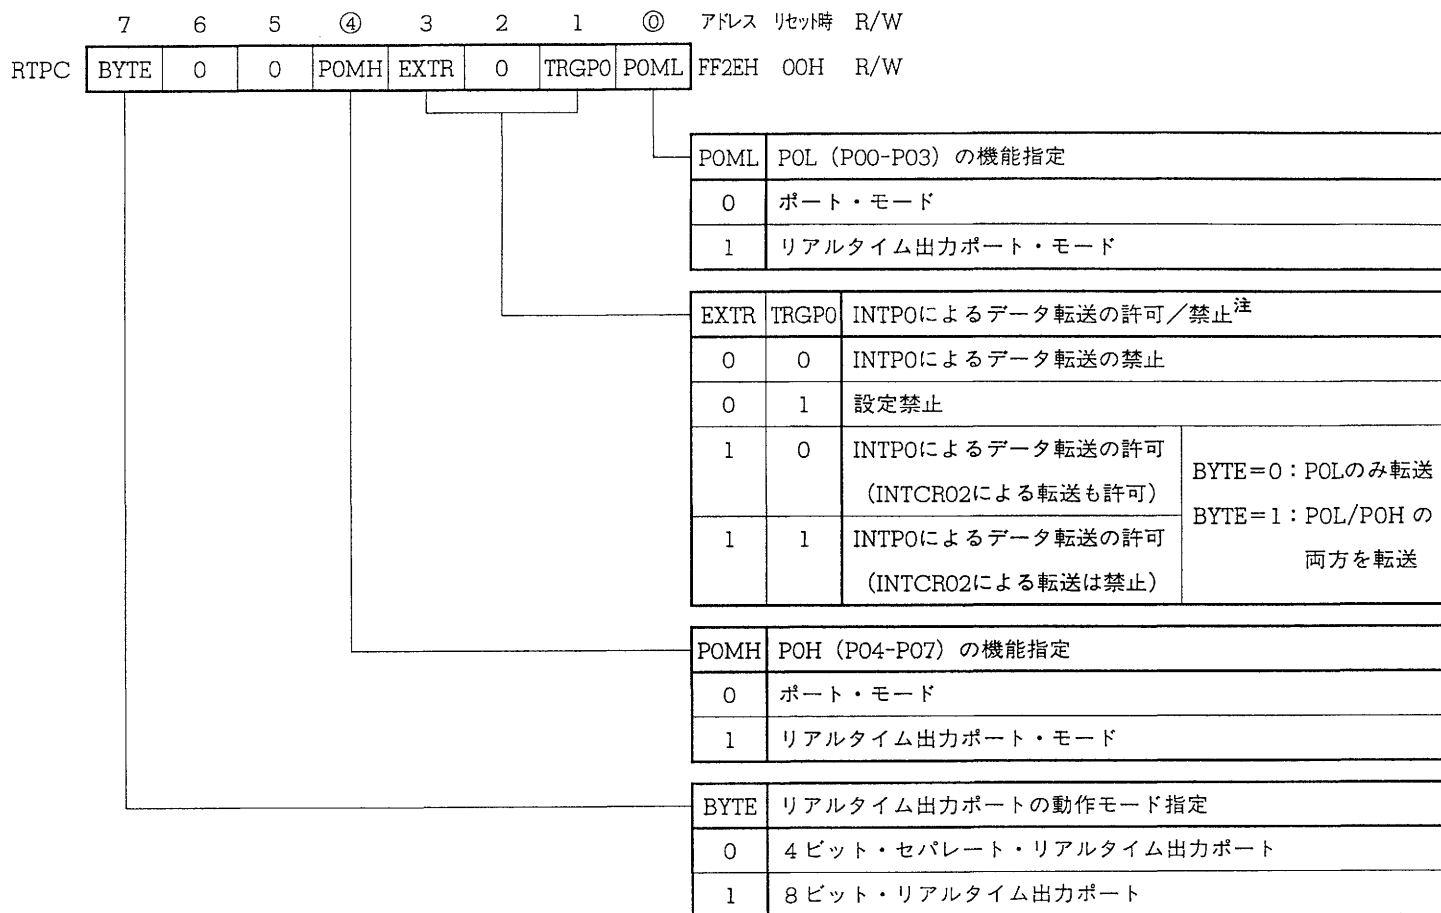 7 6 5 ④ 3 2 1 ⓪ アドレス リセット時 R/W
RTPC BYTE 0 0 P0MH EXTR 0 TRGP0 P0ML FF2EH 00H R/W
P0ML P0L (P00-P03) の機能指定
0 ポート・モード
1 リアルタイム出力ポート・モード
EXTR TRGP0 INTP0によるデータ転送の許可/禁止注
0 0 INTP0によるデータ転送の禁止
0 1 設定禁止
1 0 INTP0によるデータ転送の許可
(INTCR02による転送も許可)
1 1 INTP0によるデータ転送の許可
(INTCR02による転送は禁止)
BYTE=0:P0Lのみ転送
BYTE=1:P0L/P0H の
両方を転送
P0MH P0H (P04-P07) の機能指定
0 ポート・モード
1 リアルタイム出力ポート・モード
BYTE リアルタイム出力ポートの動作モード指定
0 4ビット・セパレート・リアルタイム出力ポート
1 8ビット・リアルタイム出力ポート